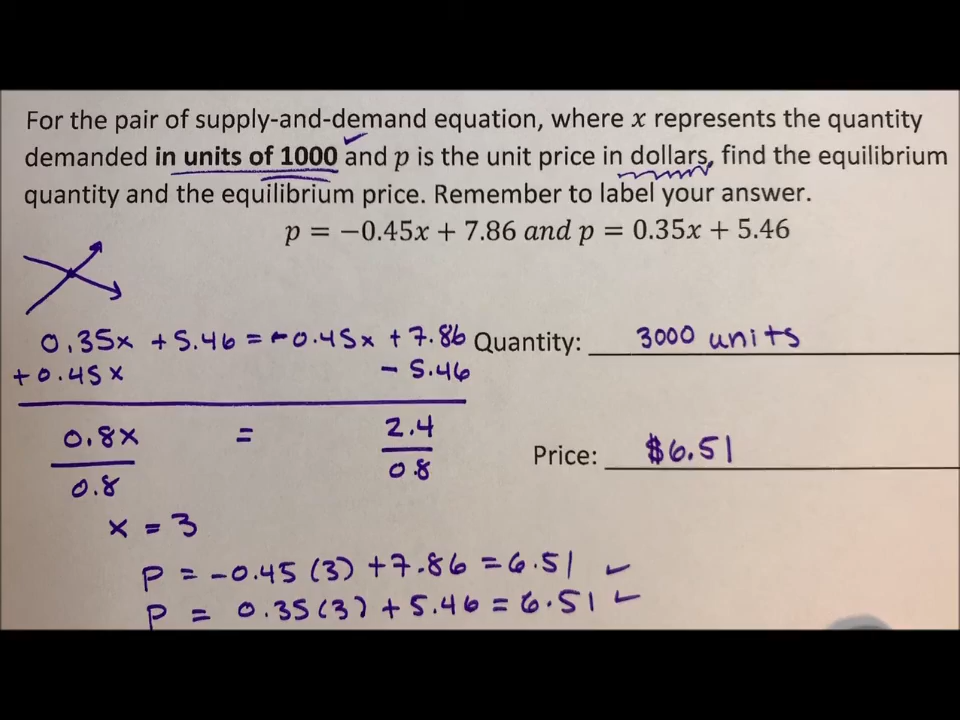 For the pair of supply-and-demand equation, where x represents the quantity
demanded in units of 1000 and p is the unit price in dollars, find the equilibrium
quantity and the equilibrium price. Remember to label your answer.
p = −0.45x + 7.86 and p = 0.35x + 5.46
0.35x + 5.46 = -0.45x + 7.86
Quantity: 3000 units
+0.45x - 5.46
0.8x = 2.4
0.8 0.8
Price: $6.51
x = 3
P = -0.45 (3) +7.86 = 6.51 ✓
P = 0.35(3) + 5.46 = 6.51 ✓